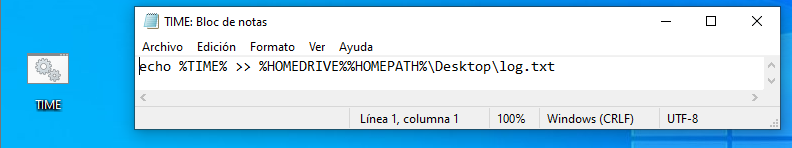 TIME: Bloc de notas
Archivo Edición Formato Ver Ayuda
echo %TIME% >> %HOMEDRIVE%%HOMEPATH%\Desktop\log.txt
TIME
Línea 1, columna 1 100% Windows (CRLF) UTF-8